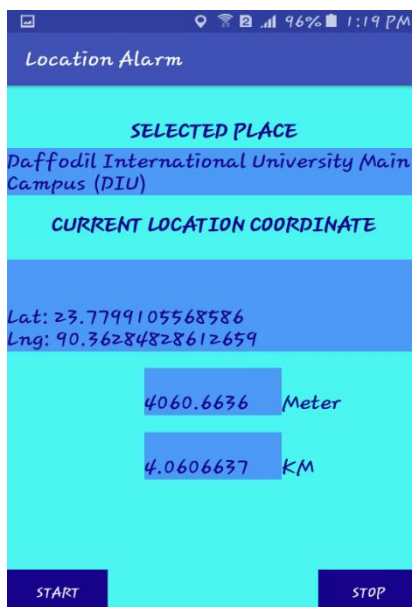 2 96% 1:19 PM
Location Alarm
SELECTED PLACE
Daffodil International University Main
Campus (DIU)
CURRENT LOCATION COORDINATE
Lat: 23.7799105568586
Lng: 90.36284828612659
4060.6636 Meter
4.0606637 KM
START STOP